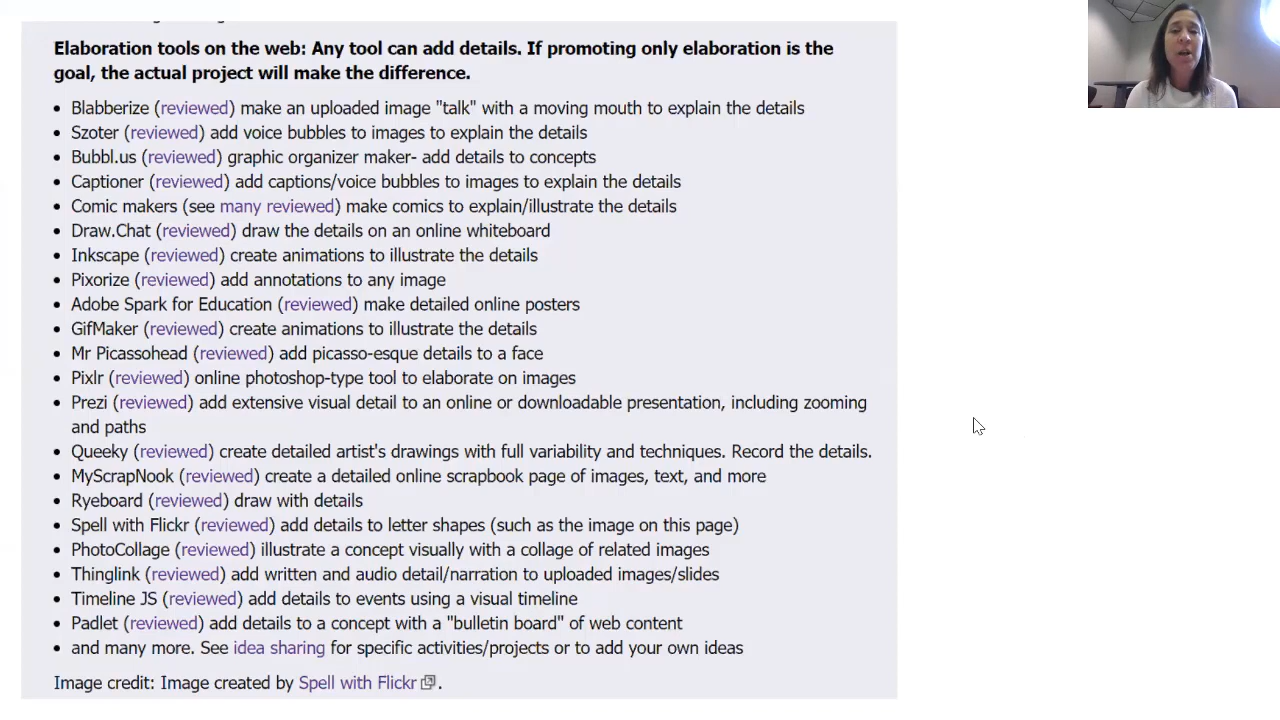 Elaboration tools on the web: Any tool can add details. If promoting only elaboration is the
goal, the actual project will make the difference.
• Blabberize (reviewed) make an uploaded image "talk" with a moving mouth to explain the details
• Szoter (reviewed) add voice bubbles to images to explain the details
• Bubbl.us (reviewed) graphic organizer maker- add details to concepts
• Captioner (reviewed) add captions/voice bubbles to images to explain the details
• Comic makers (see many reviewed) make comics to explain/illustrate the details
• Draw.Chat (reviewed) draw the details on an online whiteboard
• Inkscape (reviewed) create animations to illustrate the details
• Pixorize (reviewed) add annotations to any image
• Adobe Spark for Education (reviewed) make detailed online posters
• GifMaker (reviewed) create animations to illustrate the details
• Mr Picassohead (reviewed) add picasso-esque details to a face
• Pixlr (reviewed) online photoshop-type tool to elaborate on images
• Prezi (reviewed) add extensive visual detail to an online or downloadable presentation, including zooming
and paths
• Queeky (reviewed) create detailed artist's drawings with full variability and techniques. Record the details.
• MyScrapNook (reviewed) create a detailed online scrapbook page of images, text, and more
• Ryeboard (reviewed) draw with details
• Spell with Flickr (reviewed) add details to letter shapes (such as the image on this page)
• PhotoCollage (reviewed) illustrate a concept visually with a collage of related images
• Thinglink (reviewed) add written and audio detail/narration to uploaded images/slides
• Timeline JS (reviewed) add details to events using a visual timeline
• Padlet (reviewed) add details to a concept with a "bulletin board" of web content
• and many more. See idea sharing for specific activities/projects or to add your own ideas
Image credit: Image created by Spell with Flickr.